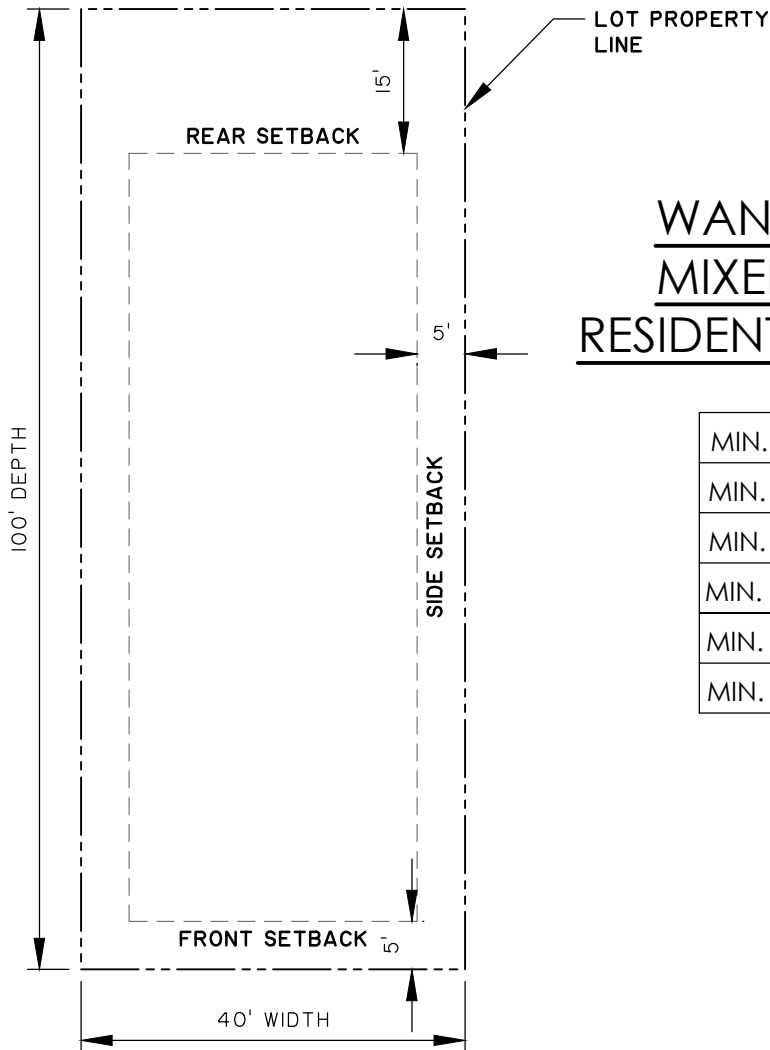 LOT PROPERTY
LINE
15'
REAR SETBACK
WAN
MIXE
RESIDENT
5'
100' DEPTH
SIDE SETBACK
MIN.
MIN.
MIN.
MIN.
MIN.
MIN.
FRONT SETBACK
5'
40' WIDTH